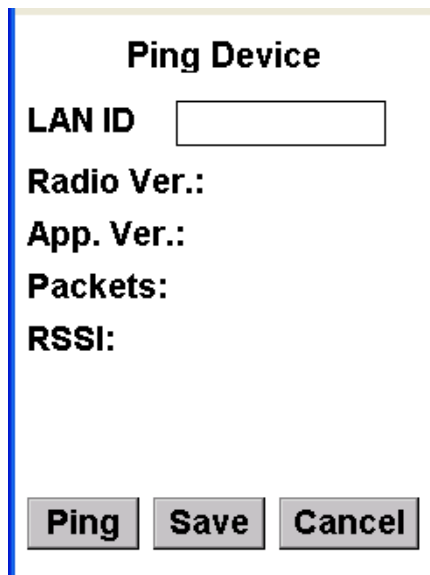 Ping Device
LAN ID
Radio Ver.:
App. Ver.:
Packets:
RSSI:
Ping Save Cancel